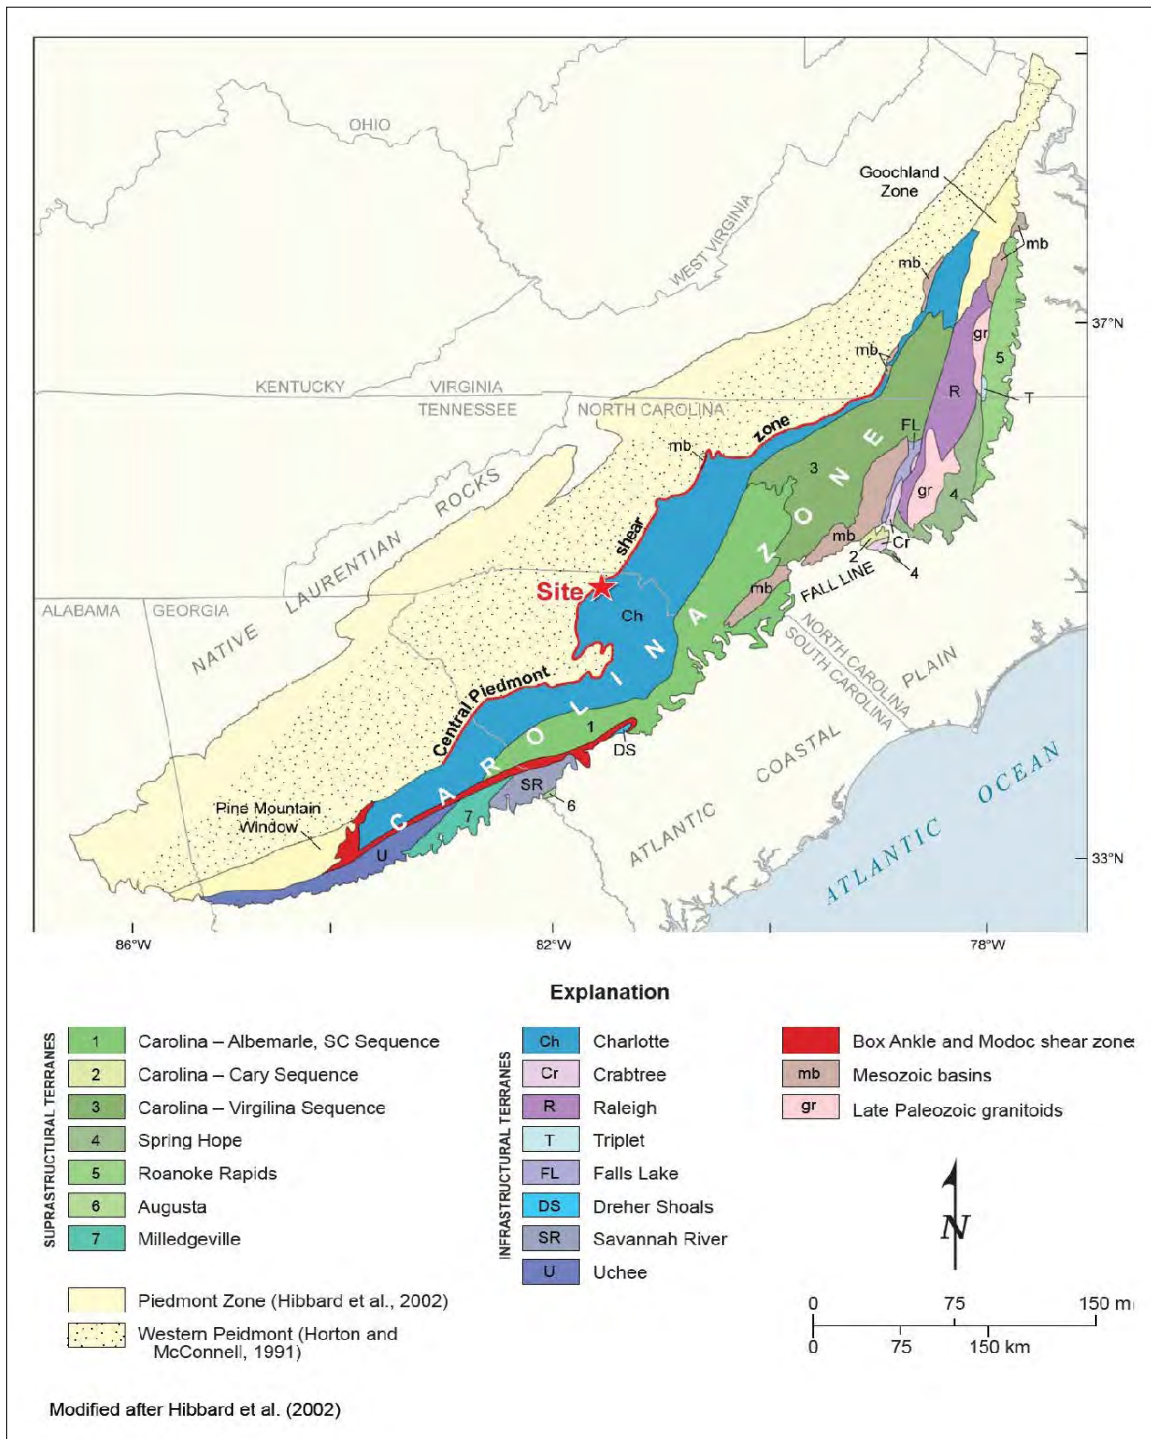 OHIO
WEST VIRGINIA
Goochland
Zone
mb
mb
37°N
mb
gr
5
KENTUCKY
VIRGINIA
TENNESSEE
NORTH CAROLINA
R
T
FL
mb
zone
3
shear
NATIVE LAURENTIAN ROCKS
gr
4
mb
2
Cr
4
FALL LINE
Site
ALABAMA
GEORGIA
Ch
mb
NORTH CAROLINA
SOUTH CAROLINA
CAROLINA ZONE
Central Piedmont
1
DS
SR
6
7
Pine Mountain
Window
U
ATLANTIC COASTAL PLAIN
ATLANTIC OCEAN
33°N
86°W
82°W
78°W
Explanation
SUPRASTRUCTURAL TERRANES
1 Carolina – Albemarle, SC Sequence
2 Carolina – Cary Sequence
3 Carolina – Virgilina Sequence
4 Spring Hope
5 Roanoke Rapids
6 Augusta
7 Milledgeville
Piedmont Zone (Hibbard et al., 2002)
Western Peidmont (Horton and
McConnell, 1991)
INFRASTRUCTURAL TERRANES
Ch Charlotte
Cr Crabtree
R Raleigh
T Triplet
FL Falls Lake
DS Dreher Shoals
SR Savannah River
U Uchee
Box Ankle and Modoc shear zone
mb Mesozoic basins
gr Late Paleozoic granitoids
N
0 75 150 m
0 75 150 km
Modified after Hibbard et al. (2002)